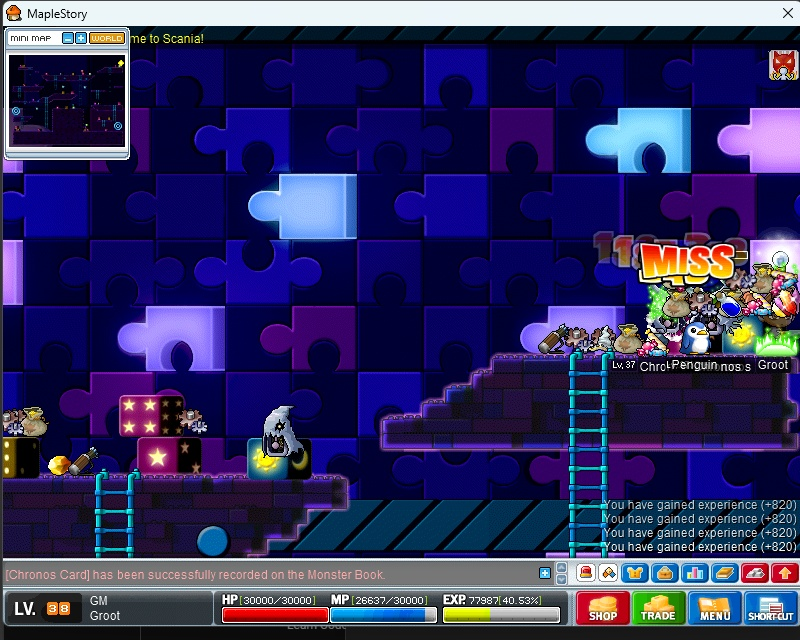 MapleStory
MINI MAP
WORLD
me to Scania!
MISS
Lv. 37
Penguin
Groot
You have gained experience (+820)
You have gained experience (+820)
You have gained experience (+820)
You have gained experience (+820)
[Chronos Card] has been successfully recorded on the Monster Book.
LV. 38
GM
Groot
HP [30000/30000]
MP [26637/30000]
EXP. 77987[40.53%]
SHOP
TRADE
MENU
SHORTCUT